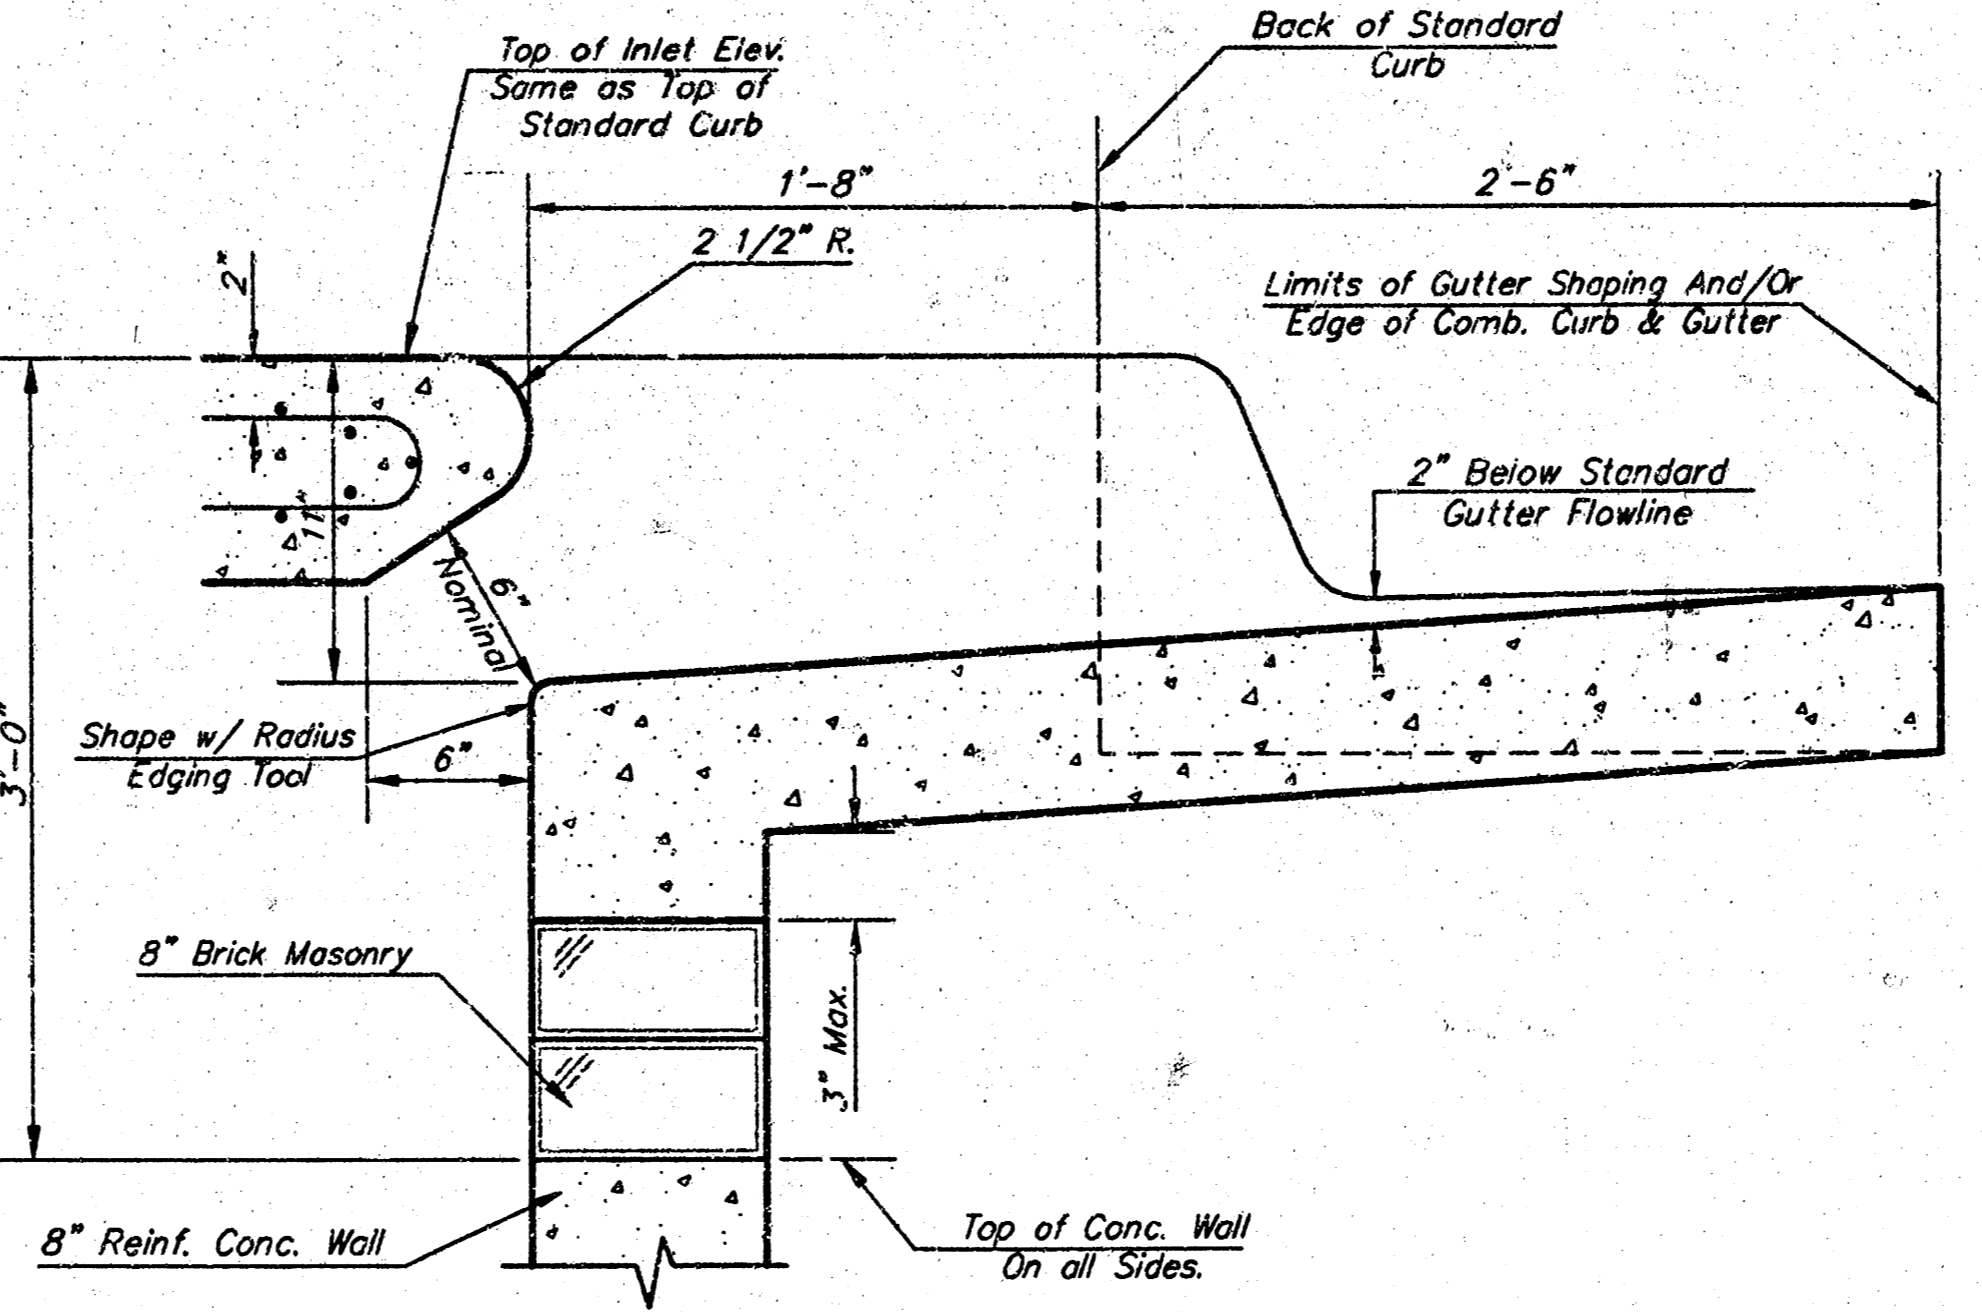 Back of Standard
Curb
Top of Inlet Elev.
Same as Top of
Standard Curb
1'-8"
2'-6"
2 1/2" R.
2"
Limits of Gutter Shaping And/Or
Edge of Comb. Curb & Gutter
2" Below Standard
Gutter Flowline
11"
6"
Nominal
3'-0"
Shape w/ Radius
Edging Tool
6"
8" Brick Masonry
3" Max.
8" Reinf. Conc. Wall
Top of Conc. Wall
On all Sides.